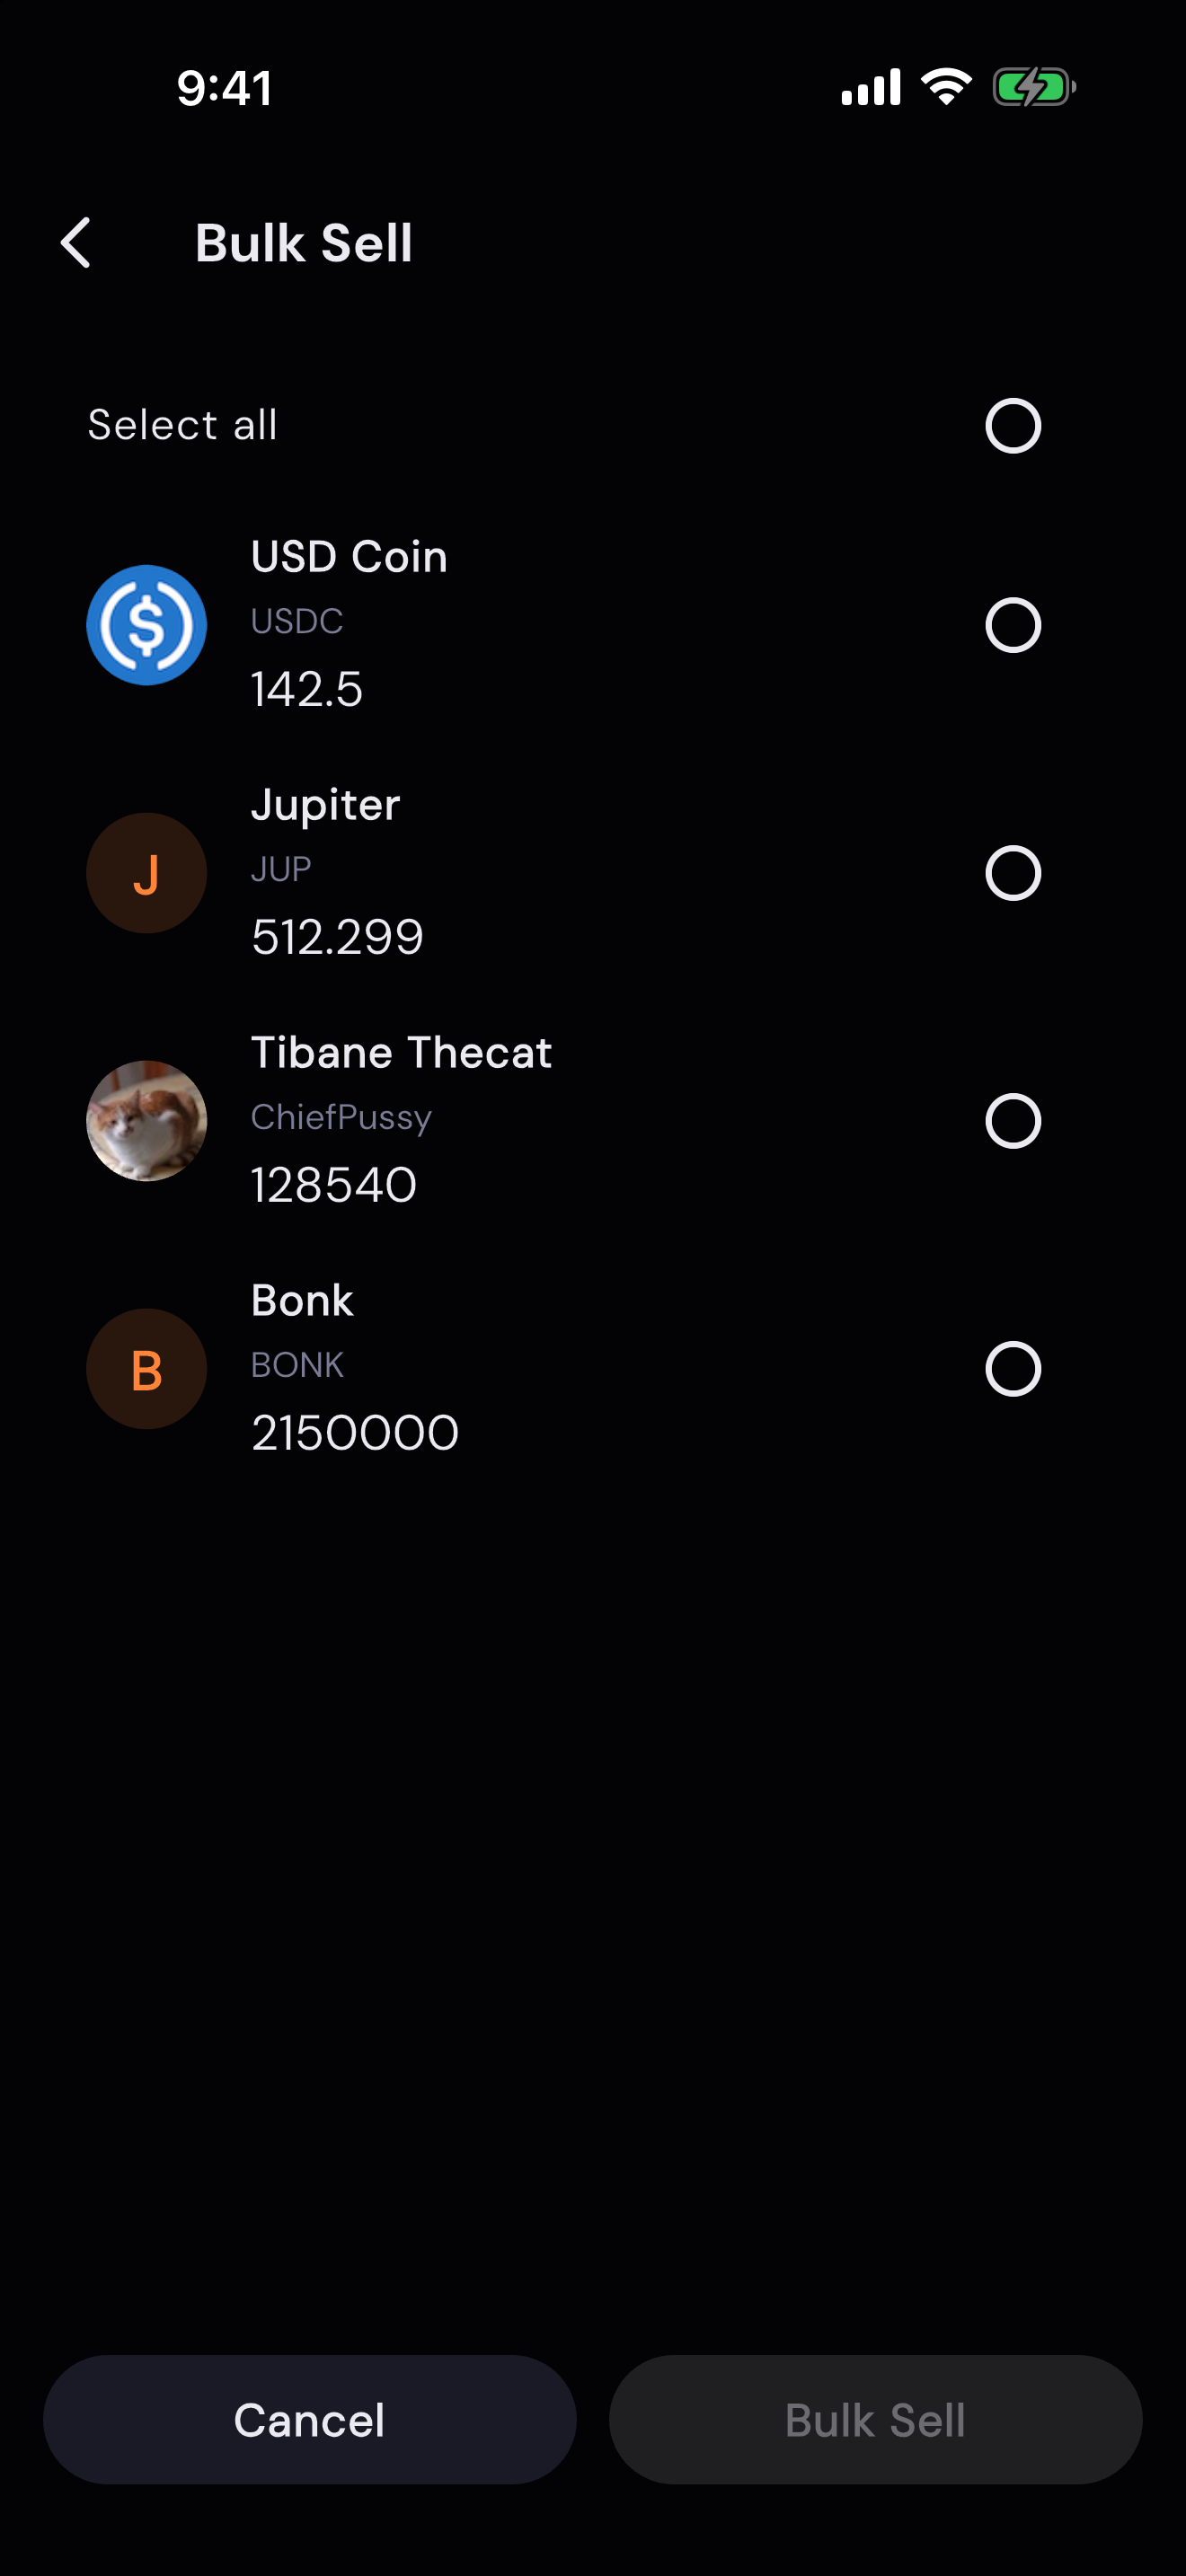 9:41
Bulk Sell
Select all
USD Coin
USDC
142.5
J
Jupiter
JUP
512.299
Tibane Thecat
ChiefPussy
128540
B
Bonk
BONK
2150000
Cancel
Bulk Sell